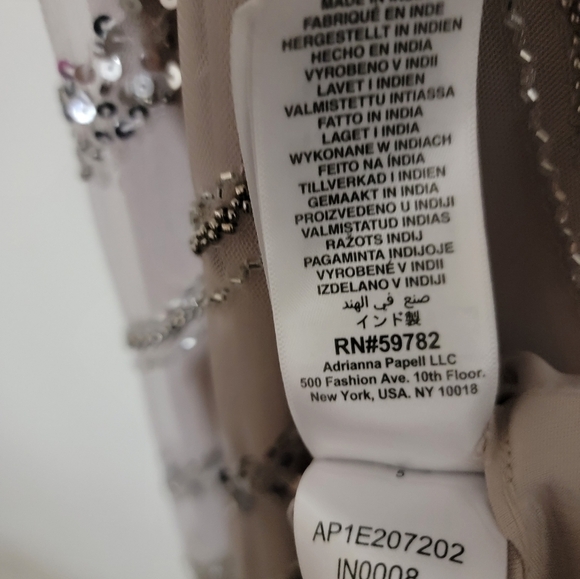 MADE IN INDIA
FABRIQUÉ EN INDE
HERGESTELLT IN INDIEN
HECHO EN INDIA
VYROBENO V INDII
LAVET I INDIEN
VALMISTETTU INTIASSA
FATTO IN INDIA
LAGET I INDIA
WYKONANE W INDIACH
FEITO NA ÍNDIA
TILLVERKAD I INDIEN
GEMAAKT IN INDIA
PROIZVEDENO U INDIJI
VALMISTATUD INDIAS
RAŽOTS INDIJ
PAGAMINTA INDIJOJE
VYROBENÉ V INDII
IZDELANO V INDIJI
صنع في الهند
インド製
RN#59782
Adrianna Papell LLC
500 Fashion Ave. 10th Floor.
New York, USA. NY 10018
5
AP1E207202
IN0008